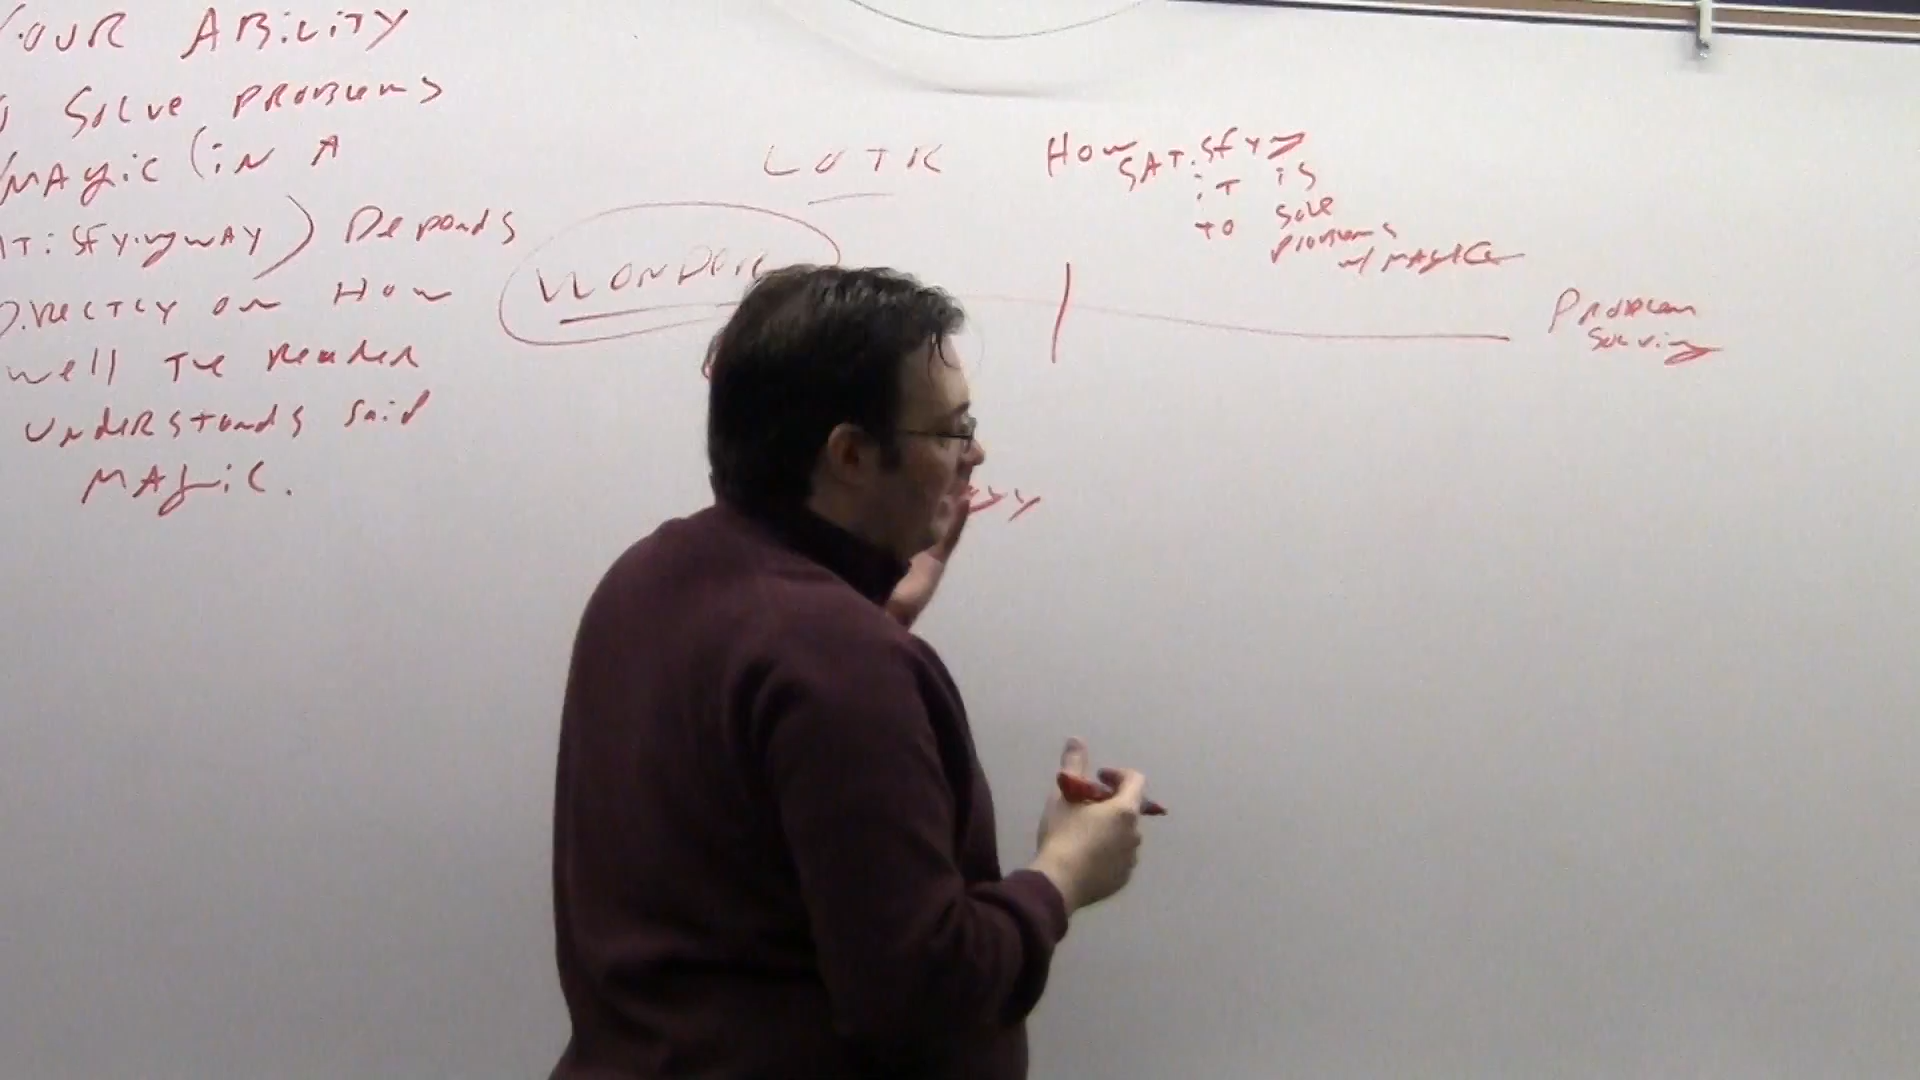 YOUR ABILITY
SOLVE PROBLEMS
MAGIC (IN A
ATISFYING WAY) DEPENDS
DIRECTLY ON HOW
WELL THE READER
UNDERSTANDS SAID
MAGIC.
LOTR
WONDER
HOW
SATISFYING
IT IS
TO SOLVE
PROBLEMS
W/ MAGIC
PROBLEM
SOLVING